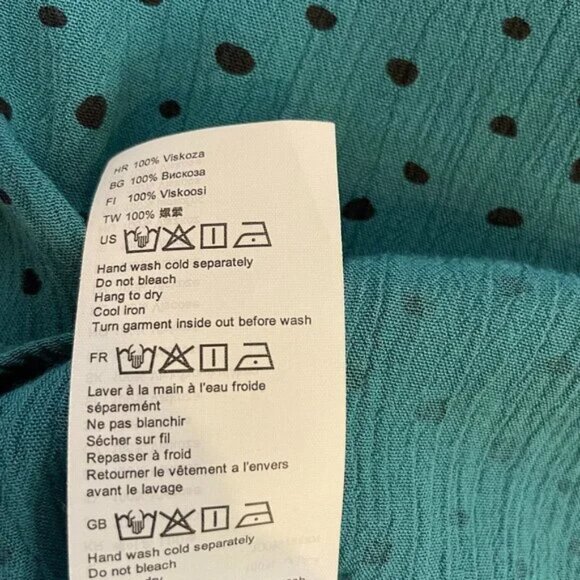 HR 100% Viskoza
BG 100% Вискоза
FI 100% Viskoosi
TW 100% 嫘縈
US
Hand wash cold separately
Do not bleach
Hang to dry
Cool iron
Turn garment inside out before wash
FR
Laver à la main à l'eau froide
séparemént
Ne pas blanchir
Sécher sur fil
Repasser à froid
Retourner le vêtement a l'envers
avant le lavage
GB
Hand wash cold separately
Do not bleach